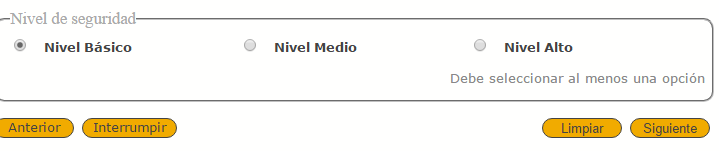 Nivel de seguridad
Nivel Básico Nivel Medio Nivel Alto
Debe seleccionar al menos una opción
Anterior Interrumpir Limpiar Siguiente